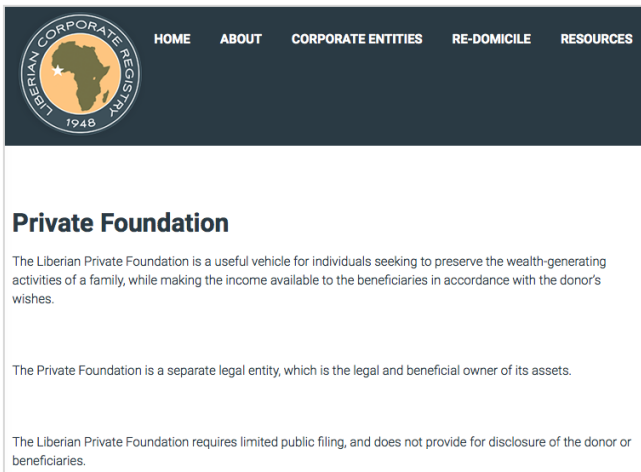 LIBERIAN CORPORATE REGISTRY
1948
HOME ABOUT CORPORATE ENTITIES RE-DOMICILE RESOURCES
Private Foundation
The Liberian Private Foundation is a useful vehicle for individuals seeking to preserve the wealth-generating
activities of a family, while making the income available to the beneficiaries in accordance with the donor's
wishes.
The Private Foundation is a separate legal entity, which is the legal and beneficial owner of its assets.
The Liberian Private Foundation requires limited public filing, and does not provide for disclosure of the donor or
beneficiaries.